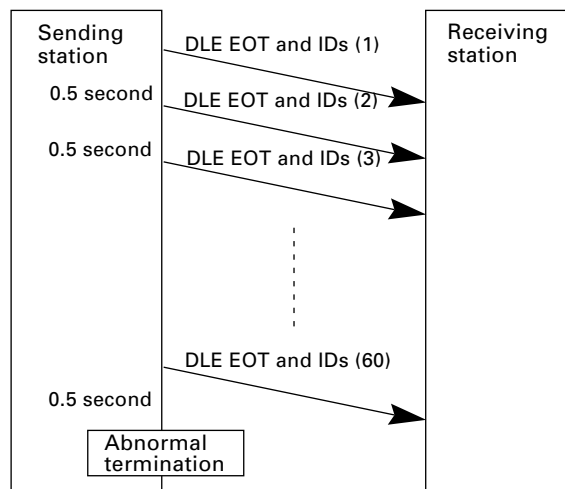 Sending
station
Receiving
station
DLE EOT and IDs (1)
0.5 second
DLE EOT and IDs (2)
0.5 second
DLE EOT and IDs (3)
DLE EOT and IDs (60)
0.5 second
Abnormal
termination